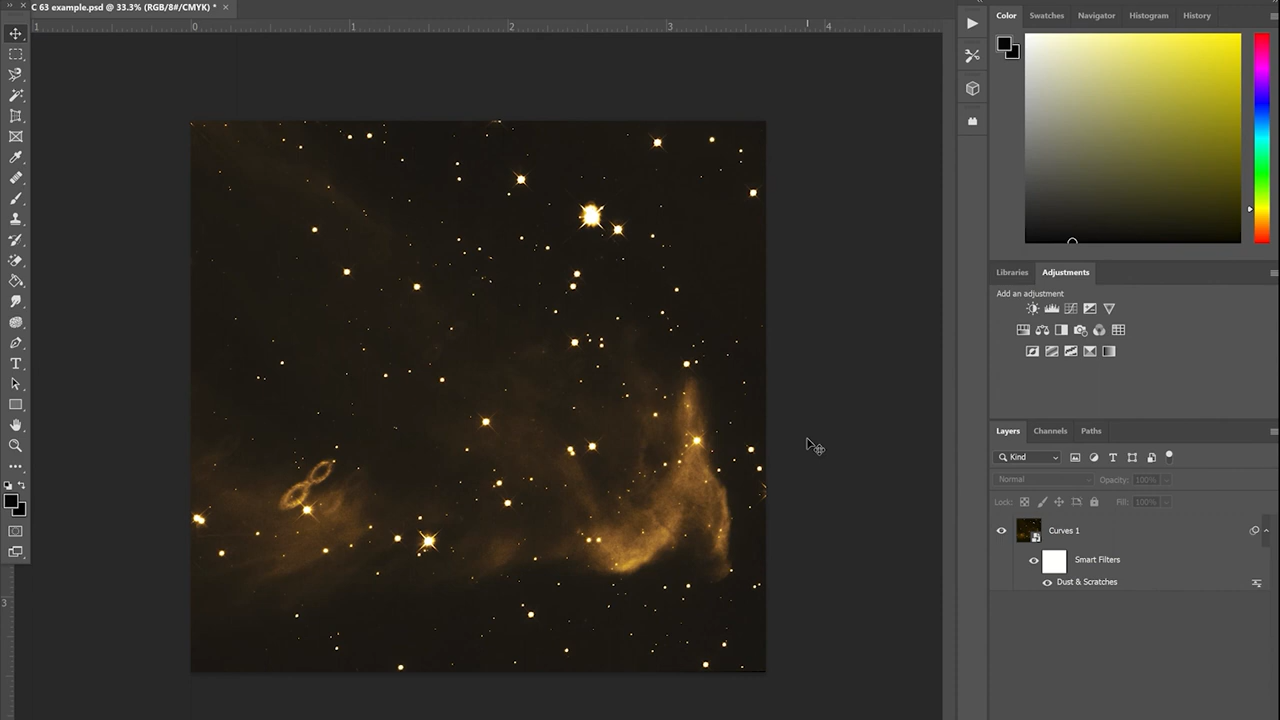 C 63 example.psd @ 33.3% (RGB/8#/CMYK) *
1 0 1 2 3 4
3
Color Swatches Navigator Histogram History
Libraries Adjustments
Add an adjustment
Layers Channels Paths
Kind
Normal Opacity: 100%
Lock: Fill: 100%
Curves 1
Smart Filters
Dust & Scratches